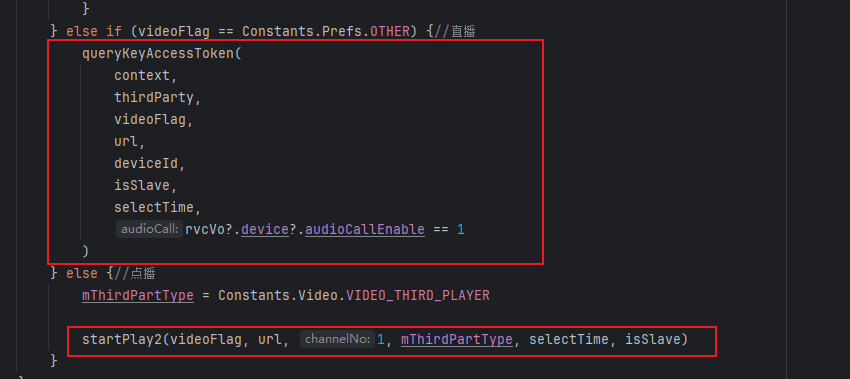 }
} else if (videoFlag == Constants.Prefs.OTHER) {//直播
queryKeyAccessToken(
context,
thirdParty,
videoFlag,
url,
deviceId,
isSlave,
selectTime,
audioCall: rvcVo?.device?.audioCallEnable == 1
)
} else {//点播
mThirdPartType = Constants.Video.VIDEO_THIRD_PLAYER
startPlay2(videoFlag, url, channelNo: 1, mThirdPartType, selectTime, isSlave)
}